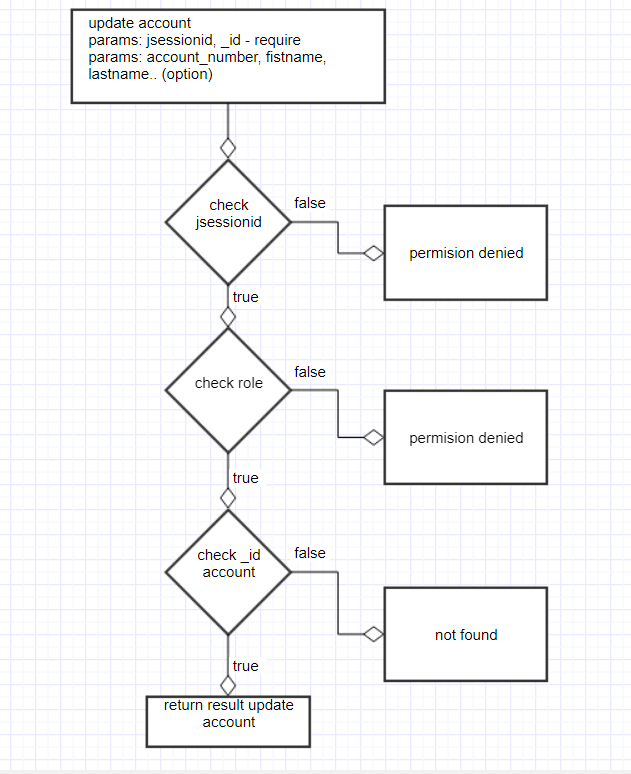 update account
params: jsessionid, _id - require
params: account_number, fistname,
lastname.. (option)
check
jsessionid
false
permision denied
true
check role
false
permision denied
true
check _id
account
false
not found
true
return result update
account